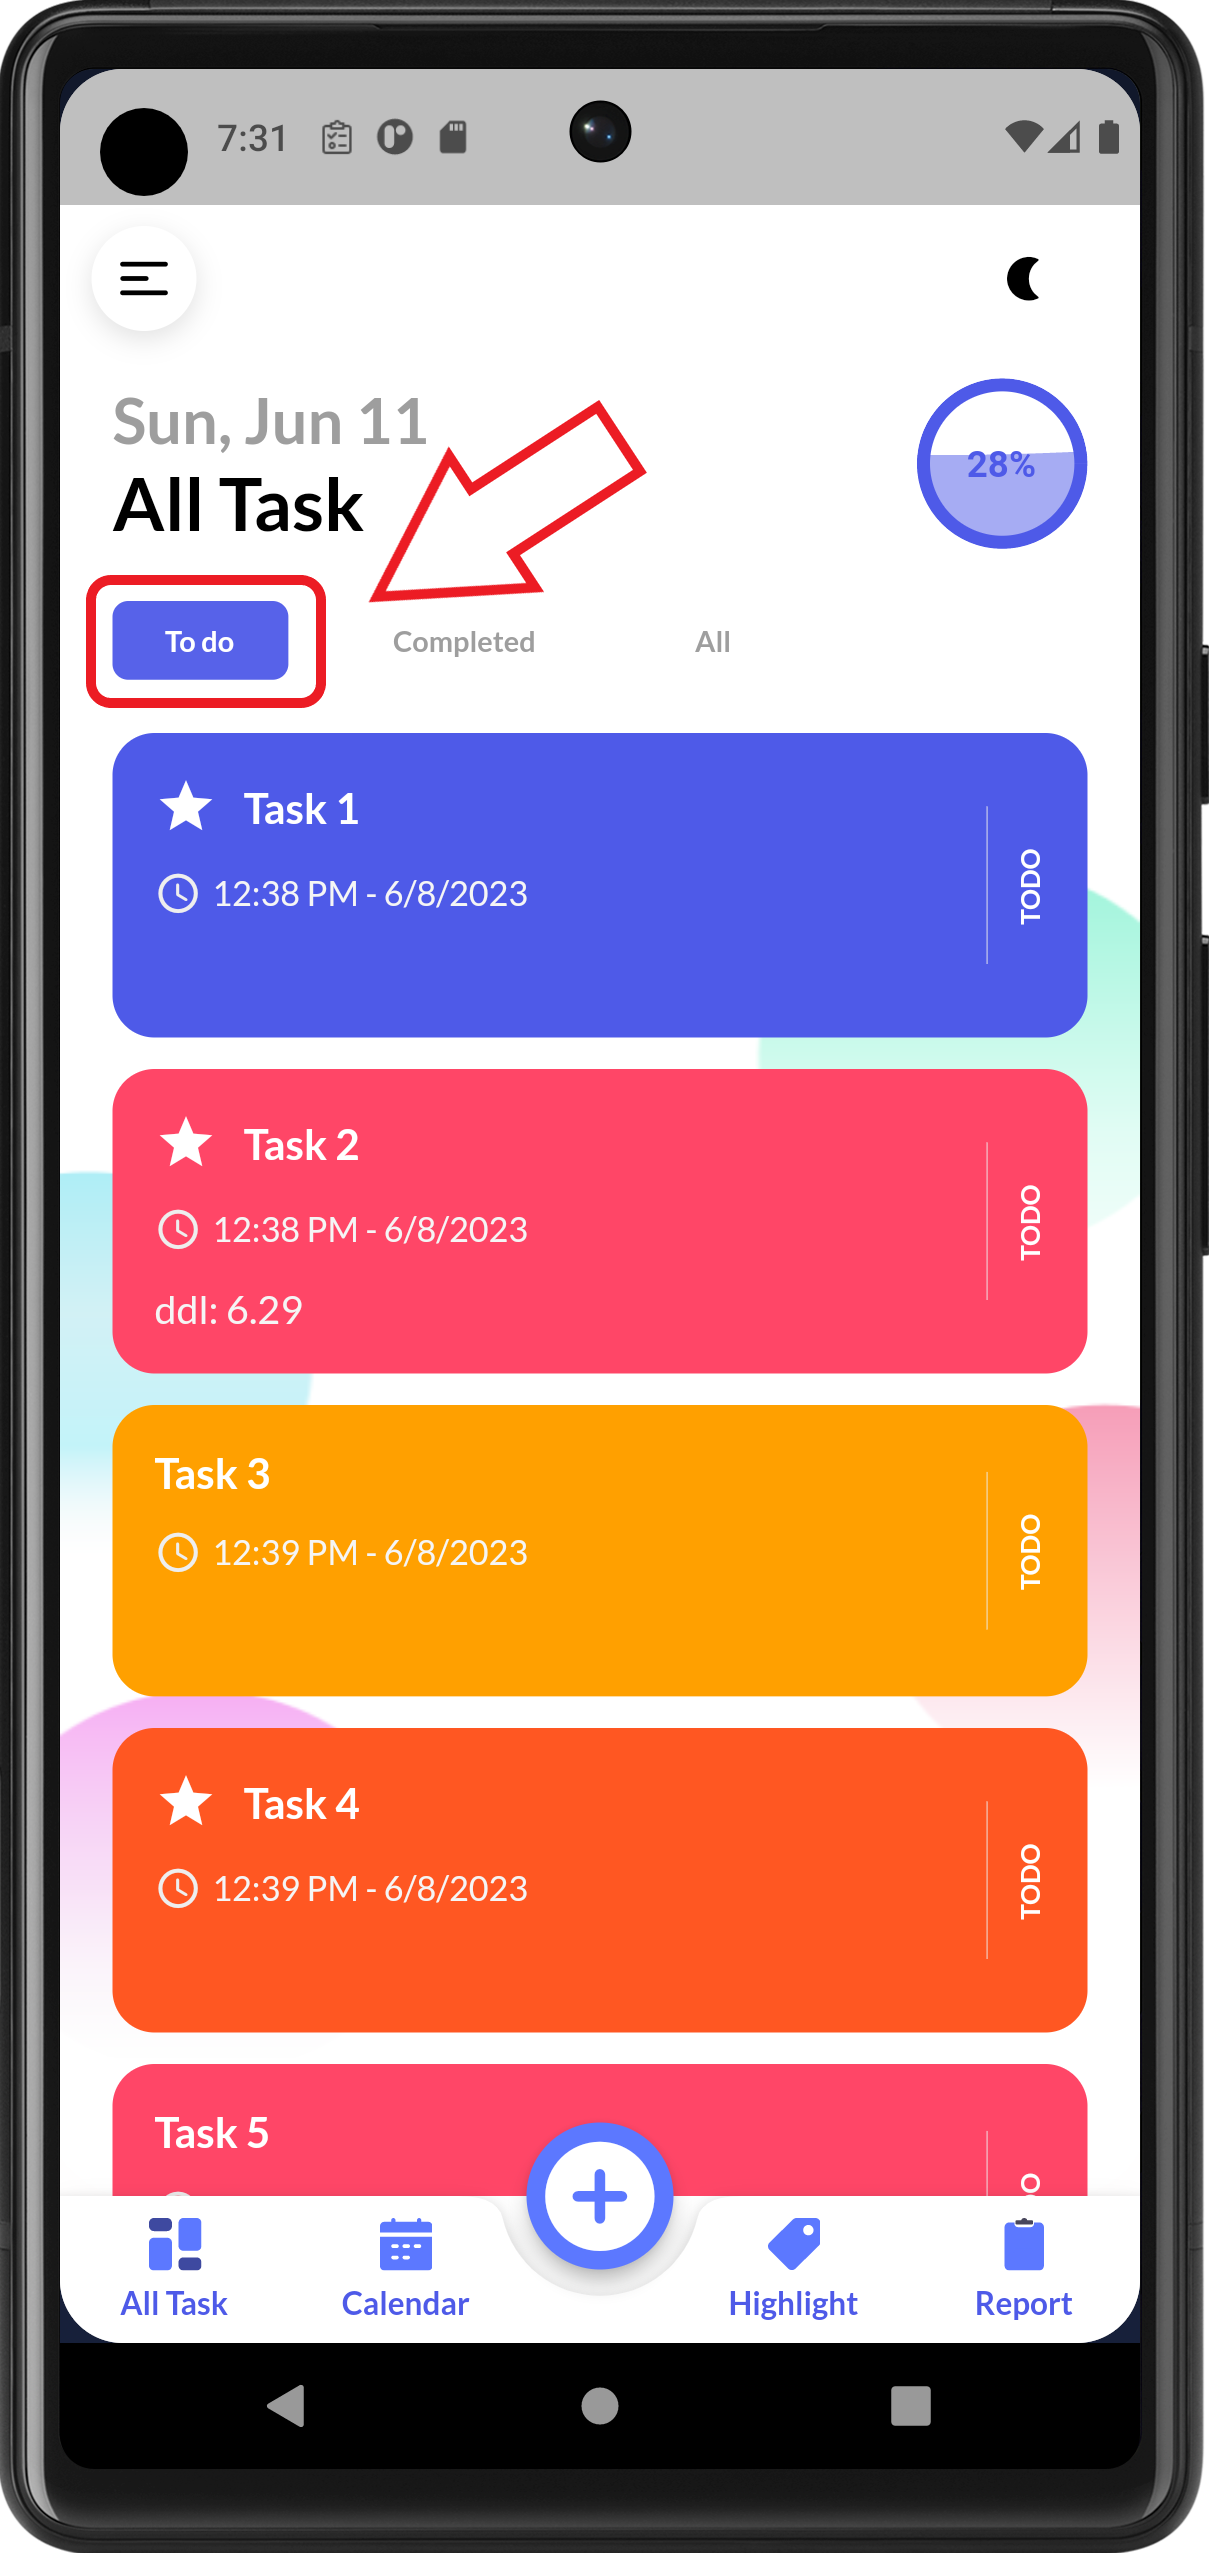 7:31
Sun, Jun 11
28%
All Task
To do
Completed
All
Task 1
12:38 PM - 6/8/2023
TODO
Task 2
12:38 PM - 6/8/2023
TODO
ddl: 6.29
Task 3
12:39 PM - 6/8/2023
TODO
Task 4
12:39 PM - 6/8/2023
TODO
Task 5
All Task
Calendar
Highlight
Report